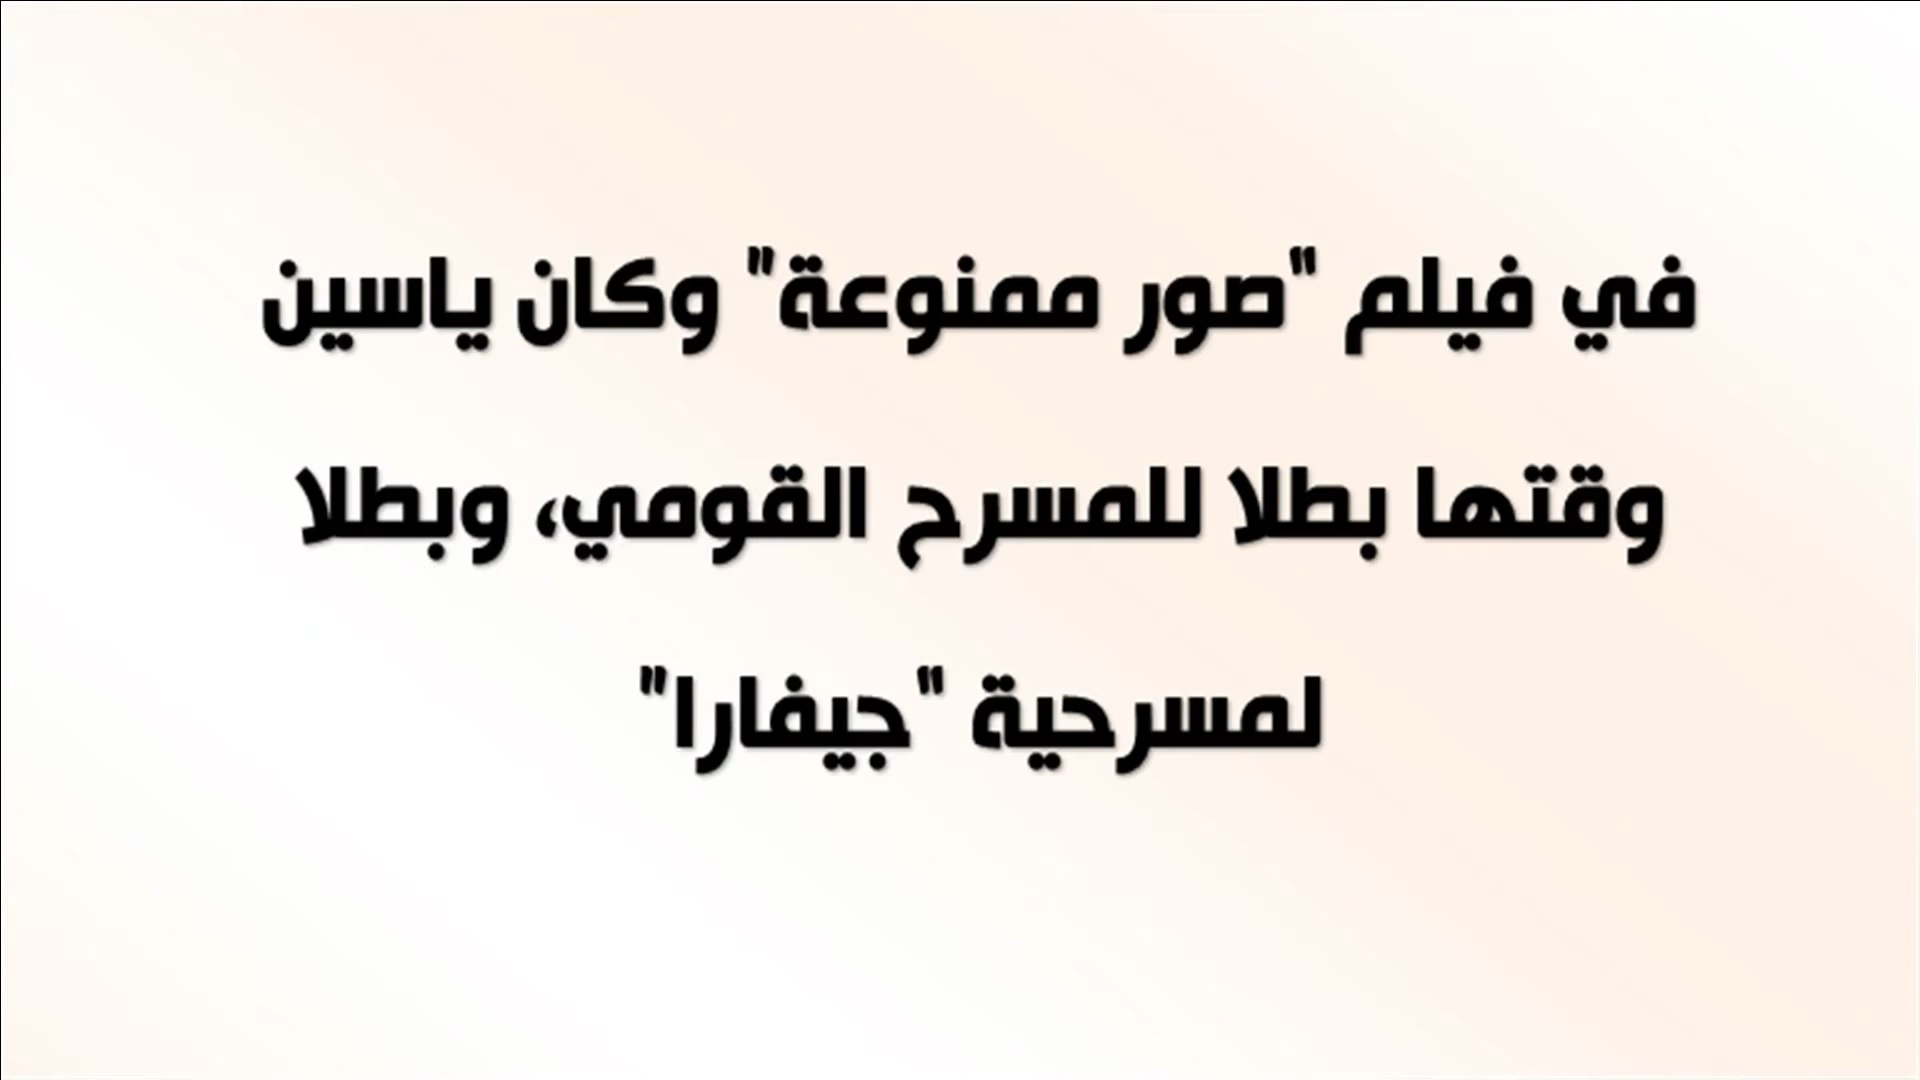 في فيلم "صور ممنوعة" وكان ياسين
وقتها بطلا للمسرح القومي، وبطلا
لمسرحية "جيفارا"